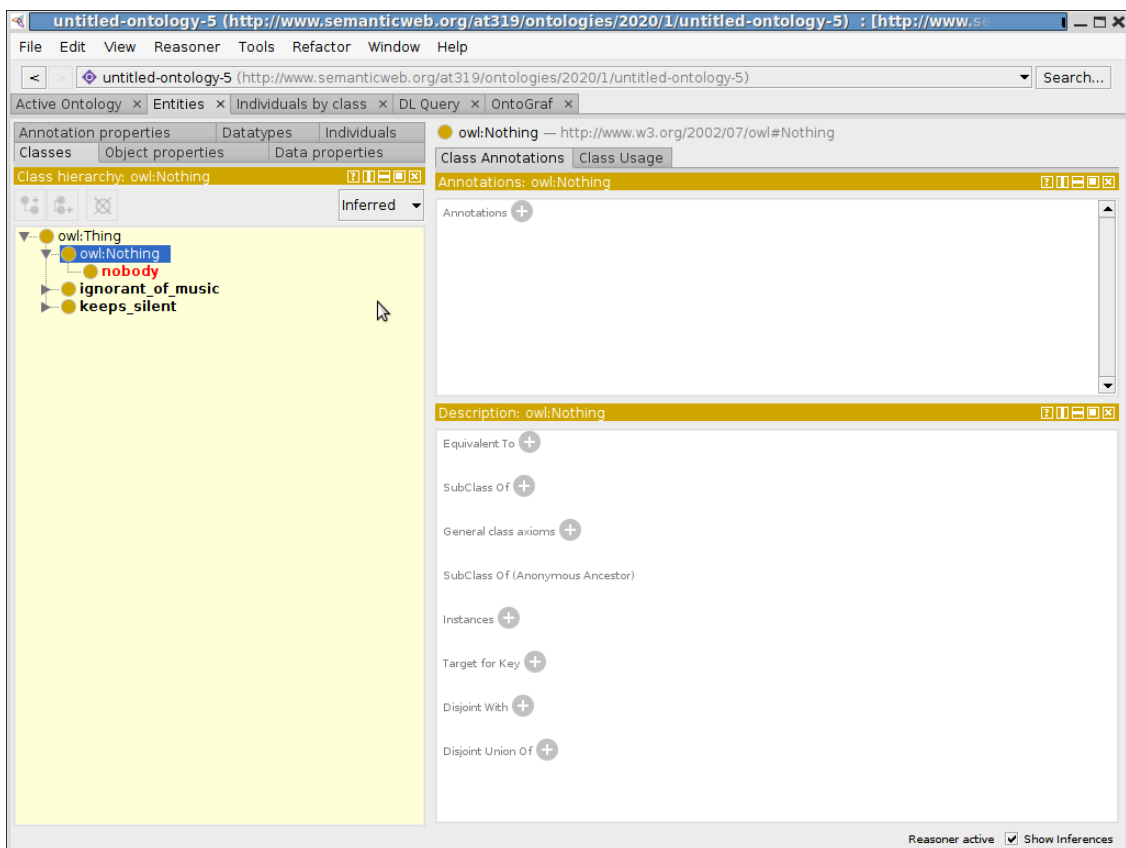 untitled-ontology-5 (http://www.semanticweb.org/at319/ontologies/2020/1/untitled-ontology-5) : [http://www.se
File Edit View Reasoner Tools Refactor Window Help
< > untitled-ontology-5 (http://www.semanticweb.org/at319/ontologies/2020/1/untitled-ontology-5) Search...
Active Ontology × Entities × Individuals by class × DL Query × OntoGraf ×
Annotation properties Datatypes Individuals
Classes Object properties Data properties
Class hierarchy: owl:Nothing
Inferred
owl:Thing
owl:Nothing
nobody
ignorant_of_music
keeps_silent
owl:Nothing — http://www.w3.org/2002/07/owl#Nothing
Class Annotations Class Usage
Annotations: owl:Nothing
Annotations
Description: owl:Nothing
Equivalent To
SubClass Of
General class axioms
SubClass Of (Anonymous Ancestor)
Instances
Target for Key
Disjoint With
Disjoint Union Of
Reasoner active Show Inferences